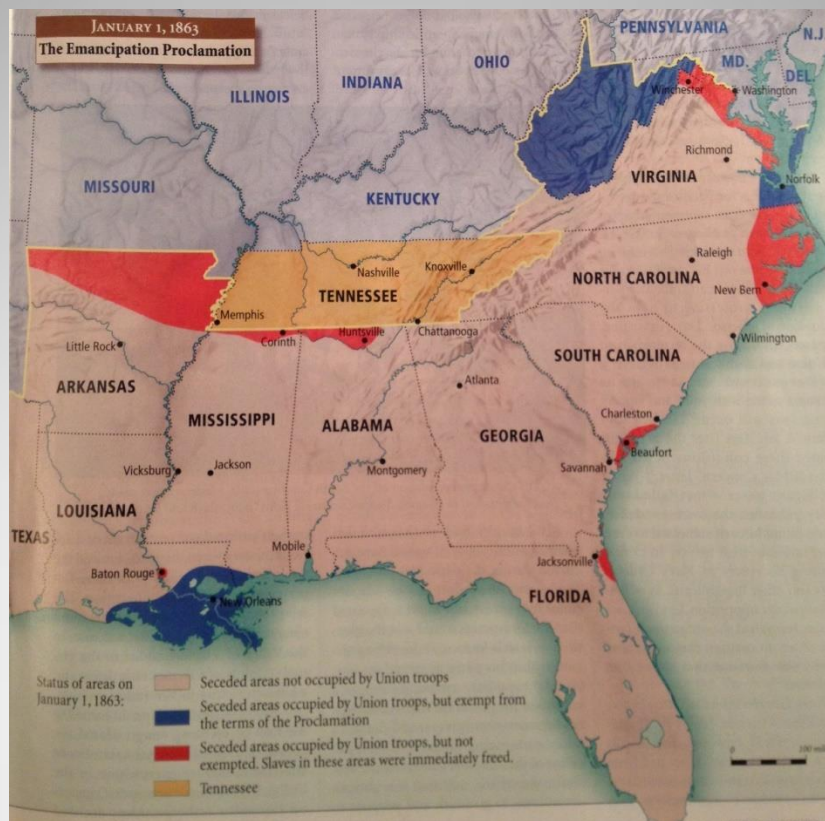 JANUARY 1, 1863
The Emancipation Proclamation
PENNSYLVANIA
N.J
OHIO
MD.
DEL.
INDIANA
ILLINOIS
Winchester
Washington
Richmond
MISSOURI
VIRGINIA
Norfolk
KENTUCKY
Raleigh
Nashville
Knoxville
NORTH CAROLINA
TENNESSEE
New Bern
Memphis
Chattanooga
Huntsville
Corinth
Wilmington
Little Rock
SOUTH CAROLINA
ARKANSAS
Atlanta
MISSISSIPPI
ALABAMA
Charleston
GEORGIA
Beaufort
Vicksburg
Jackson
Montgomery
Savannah
LOUISIANA
TEXAS
Mobile
Baton Rouge
Jacksonville
New Orleans
FLORIDA
Status of areas on
January 1, 1863:
Seceded areas not occupied by Union troops
Seceded areas occupied by Union troops, but exempt from
the terms of the Proclamation
Seceded areas occupied by Union troops, but not
exempted. Slaves in these areas were immediately freed.
Tennessee
0